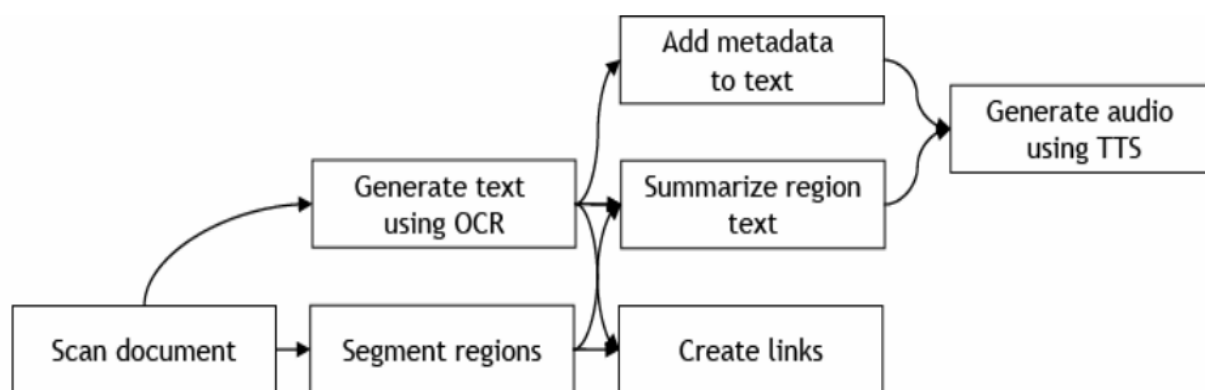 Add metadata
to text
Generate audio
using TTS
Generate text
using OCR
Summarize region
text
Scan document
Segment regions
Create links